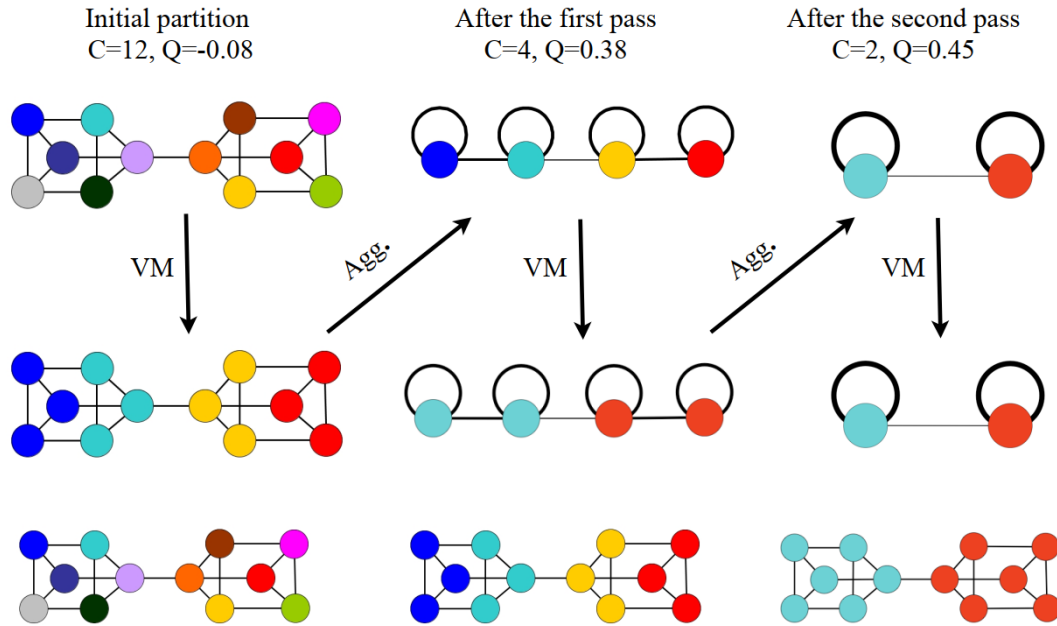 Initial partition
C=12, Q=-0.08
After the first pass
C=4, Q=0.38
After the second pass
C=2, Q=0.45
VM
Agg.
VM
Agg.
VM